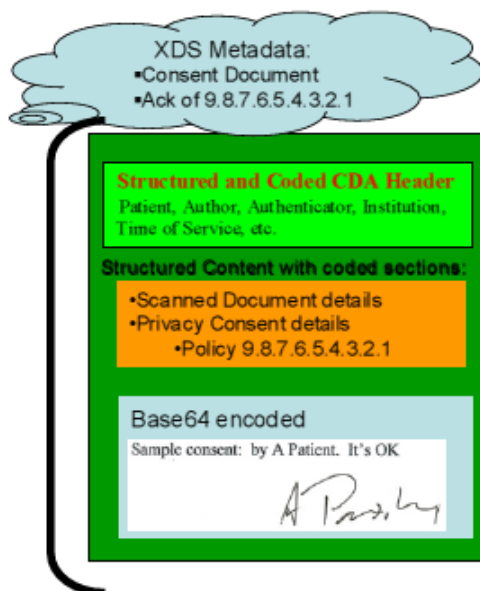 XDS Metadata:
▪Consent Document
▪Ack of 9.8.7.6.5.4.3.2.1
Structured and Coded CDA Header
Patient, Author, Authenticator, Institution,
Time of Service, etc.
Structured Content with coded sections:
•Scanned Document details
•Privacy Consent details
•Policy 9.8.7.6.5.4.3.2.1
Base64 encoded
Sample consent: by A Patient. It's OK